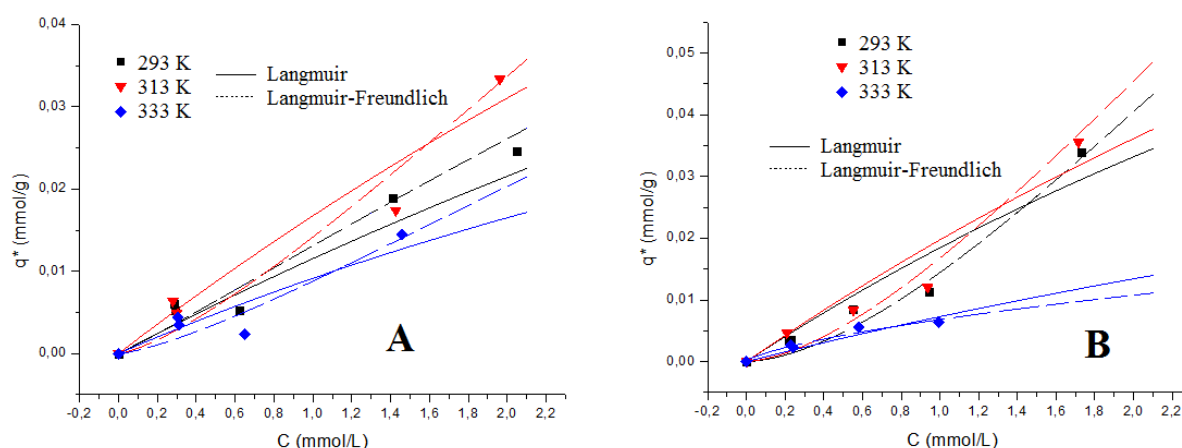 0,04
0,03
0,02
0,01
0,00
q* (mmol/g)
293 K
313 K
333 K
Langmuir
Langmuir-Freundlich
A
-0,2 0,0 0,2 0,4 0,6 0,8 1,0 1,2 1,4 1,6 1,8 2,0 2,2
C (mmol/L)
0,05
0,04
0,03
0,02
0,01
0,00
q* (mmol/g)
293 K
313 K
333 K
Langmuir
Langmuir-Freundlich
B
-0,2 0,0 0,2 0,4 0,6 0,8 1,0 1,2 1,4 1,6 1,8 2,0 2,2
C (mmol/L)